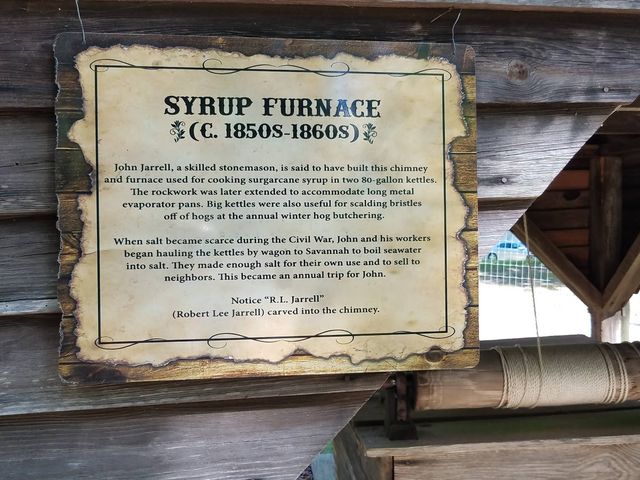 SYRUP FURNACE
(C. 1850S-1860S)
John Jarrell, a skilled stonemason, is said to have built this chimney
and furnace used for cooking surgarcane syrup in two 80-gallon kettles.
The rockwork was later extended to accommodate long metal
evaporator pans. Big kettles were also useful for scalding bristles
off of hogs at the annual winter hog butchering.
When salt became scarce during the Civil War, John and his workers
began hauling the kettles by wagon to Savannah to boil seawater
into salt. They made enough salt for their own use and to sell to
neighbors. This became an annual trip for John.
Notice "R.L. Jarrell"
(Robert Lee Jarrell) carved into the chimney.